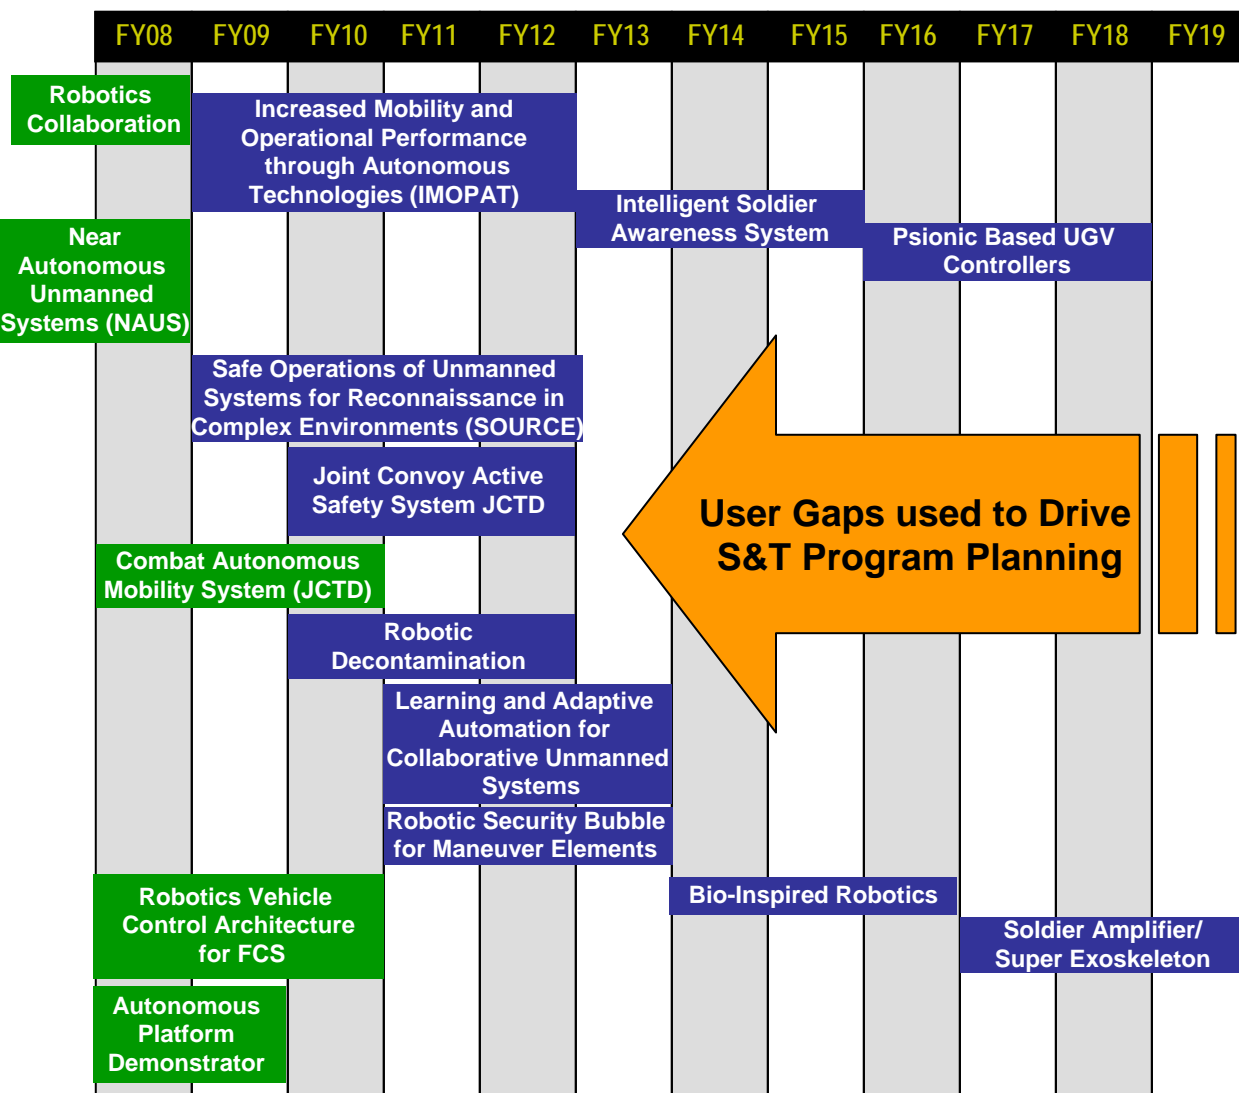 FY08 FY09 FY10 FY11 FY12 FY13 FY14 FY15 FY16 FY17 FY18 FY19
Robotics
Collaboration
Increased Mobility and
Operational Performance
through Autonomous
Technologies (IMOPAT)
Intelligent Soldier
Awareness System
Psionic Based UGV
Controllers
Near
Autonomous
Unmanned
Systems (NAUS)
Safe Operations of Unmanned
Systems for Reconnaissance in
Complex Environments (SOURCE)
Joint Convoy Active
Safety System JCTD
User Gaps used to Drive
S&T Program Planning
Combat Autonomous
Mobility System (JCTD)
Robotic
Decontamination
Learning and Adaptive
Automation for
Collaborative Unmanned
Systems
Robotic Security Bubble
for Maneuver Elements
Robotics Vehicle
Control Architecture
for FCS
Bio-Inspired Robotics
Soldier Amplifier/
Super Exoskeleton
Autonomous
Platform
Demonstrator